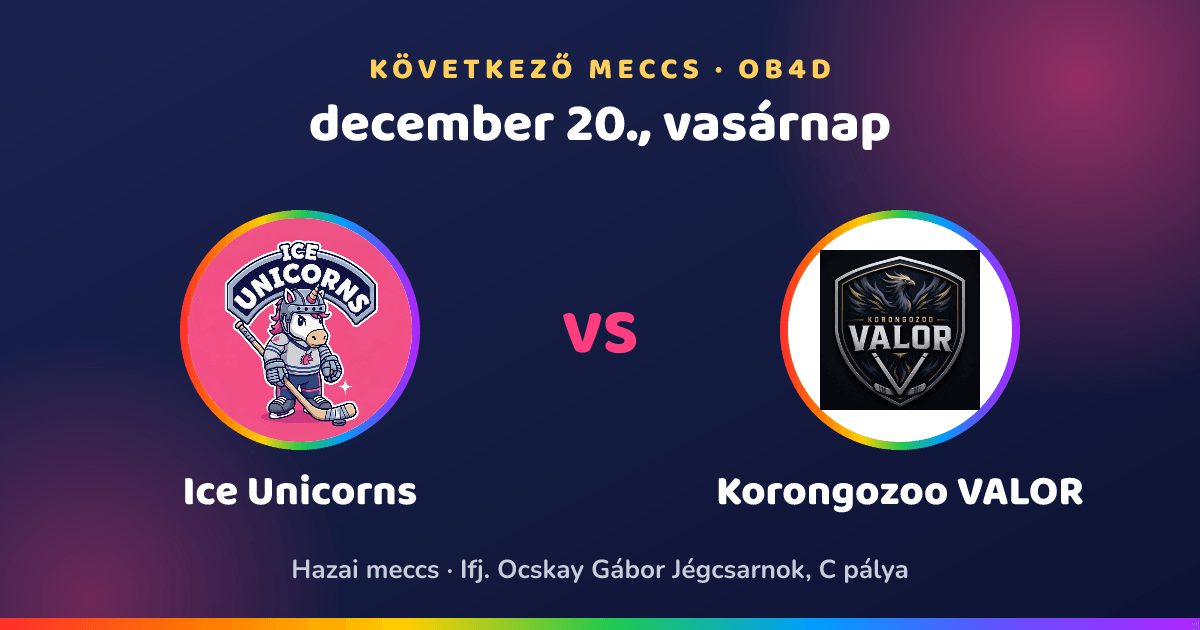 KÖVETKEZŐ MECCS · OB4D
december 20., vasárnap
ICE
UNICORNS
VS
KORONGOZOO
VALOR
Ice Unicorns
Korongozoo VALOR
Hazai meccs · Ifj. Ocskay Gábor Jégcsarnok, C pálya